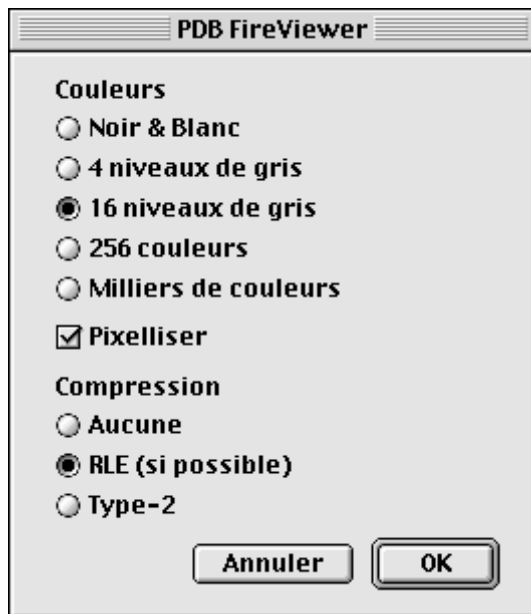 PDB FireViewer
Couleurs
Noir & Blanc
4 niveaux de gris
16 niveaux de gris
256 couleurs
Milliers de couleurs
Pixelliser
Compression
Aucune
RLE (si possible)
Type-2
Annuler OK